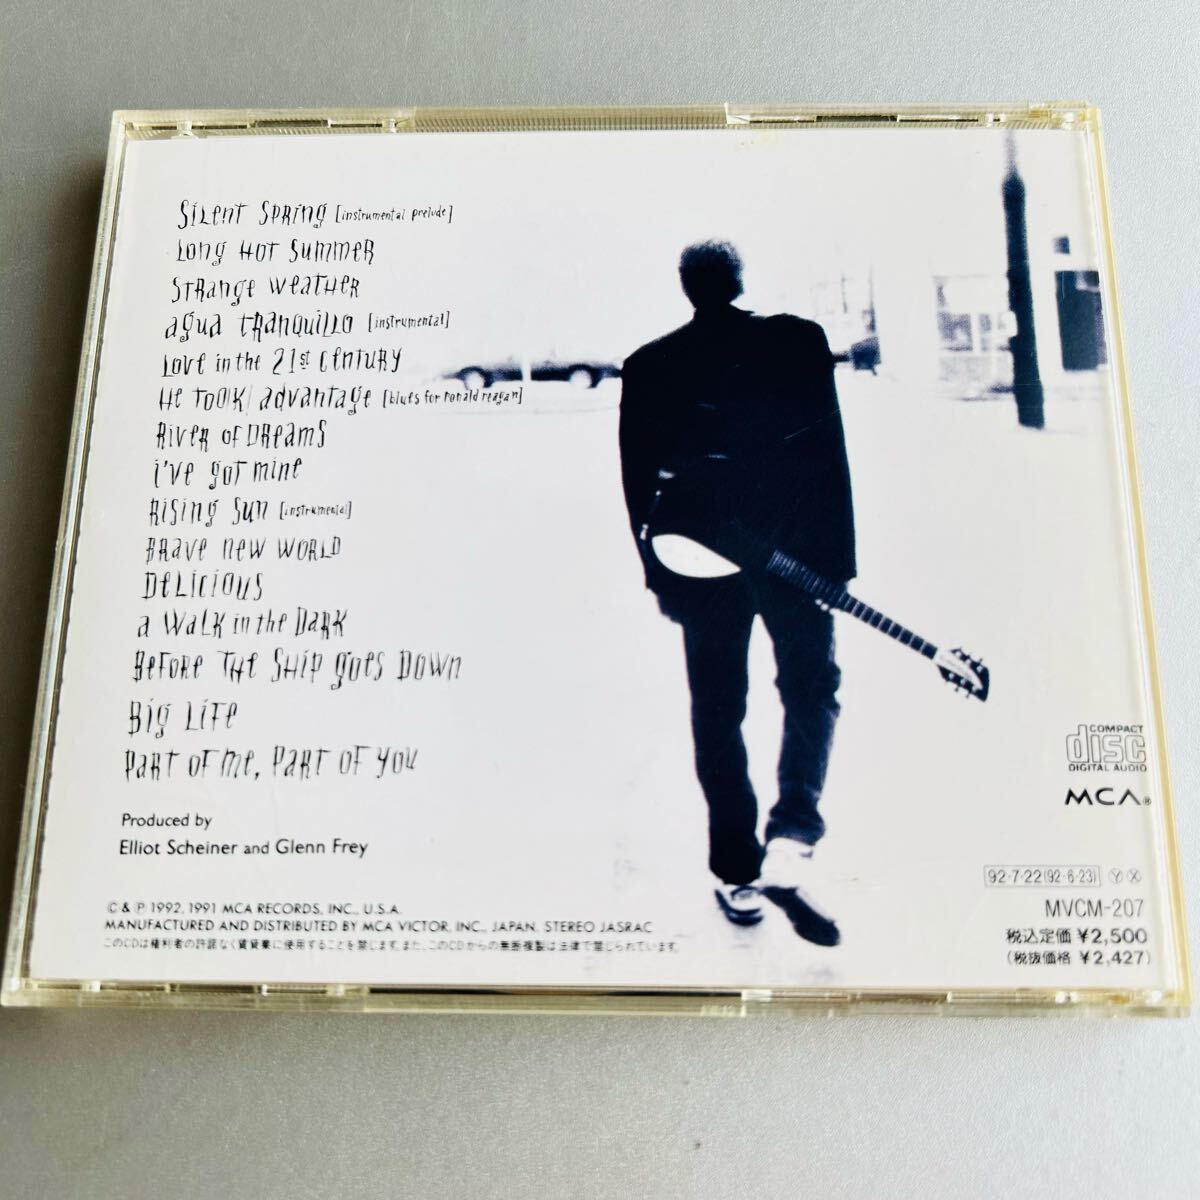 Silent Spring [instrumental prelude]
Long Hot Summer
Strange Weather
agua Tranquillo [instrumental]
Love in the 21st Century
He Took advantage [blues for ronald reagan]
River of Dreams
i've got mine
Rising Sun [instrumental]
Brave new World
Delicious
a Walk in the Dark
Before The Ship goes Down
Big Life
Part of me, Part of you
Produced by
Elliot Scheiner and Glenn Frey
© & ℗ 1992, 1991 MCA RECORDS, INC., U.S.A.
MANUFACTURED AND DISTRIBUTED BY MCA VICTOR, INC., JAPAN. STEREO JASRAC
このCDは権利者の許諾なく賃貸業に使用することを禁じます。また、このCDからの無断複製は法律で禁じられています。
COMPACT
disc
DIGITAL AUDIO
MCA®
92·7·22(92·6·23) Ⓨ Ⓧ
MVCM-207
税込定価 ¥2,500
(税抜価格 ¥2,427)